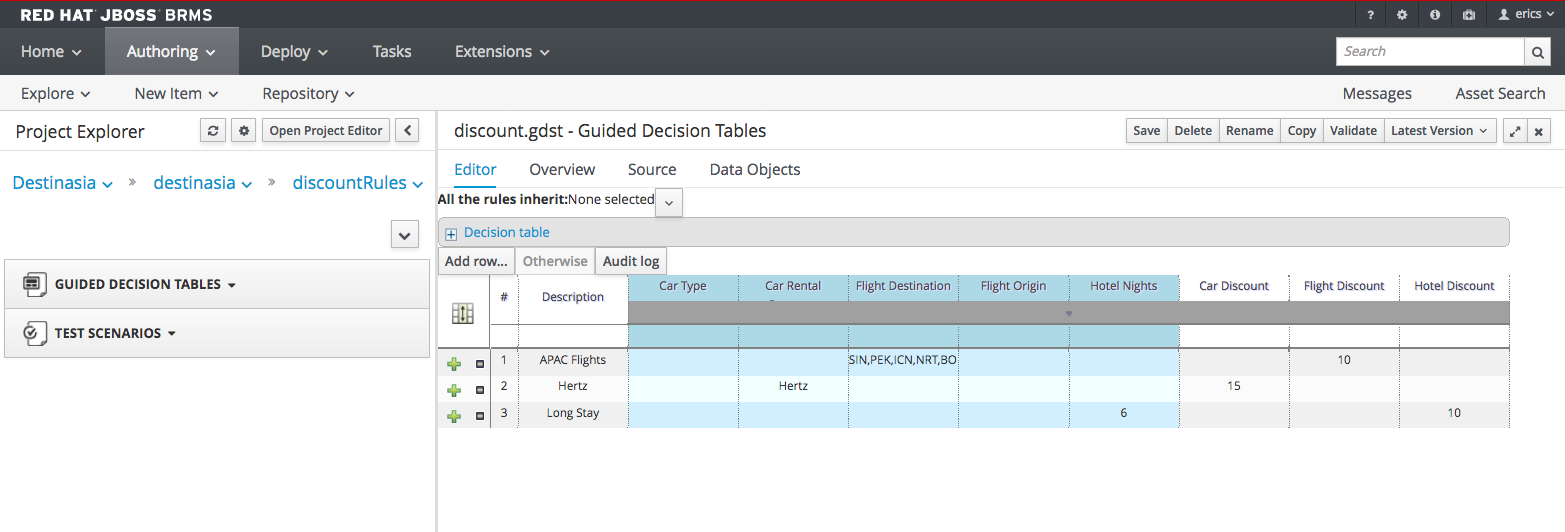 RED HAT JBOSS BRMS
? erics
Home Authoring Deploy Tasks Extensions Search
Explore New Item Repository Messages Asset Search
Project Explorer Open Project Editor
discount.gdst - Guided Decision Tables Save Delete Rename Copy Validate Latest Version
Editor Overview Source Data Objects
Destinasia » destinasia » discountRules
All the rules inherit:None selected
Decision table
Add row... Otherwise Audit log
GUIDED DECISION TABLES
TEST SCENARIOS
# Description Car Type Car Rental Flight Destination Flight Origin Hotel Nights Car Discount Flight Discount Hotel Discount
1 APAC Flights SIN,PEK,ICN,NRT,BO 10
2 Hertz Hertz 15
3 Long Stay 6 10